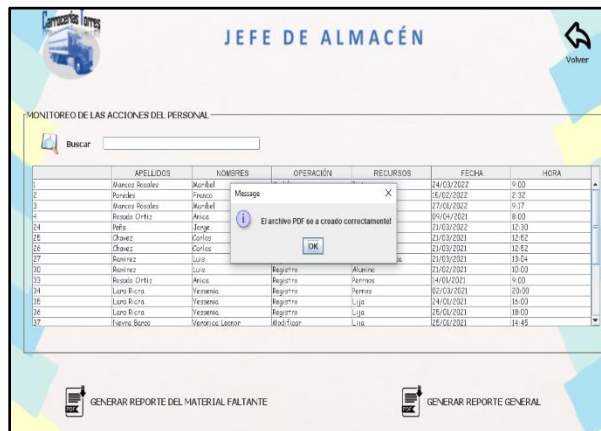 Carrocerías Torres
JEFE DE ALMACÉN
Volver
MONITOREO DE LAS ACCIONES DEL PERSONAL
Buscar
APELLIDOS NOMBRES OPERACIÓN RECURSOS FECHA HORA
1 Marcos Rosales Maribel 24/03/2022 9:00
2 Paredes Franco 15/02/2022 2:32
3 Marcos Rosales Maribel 27/01/2022 9:17
4 Rosado Ortiz Anica 09/04/2021 8:00
24 Peña Jorge 21/03/2022 12:30
25 Chavez Carlos 21/03/2021 12:52
26 Chavez Carlos 21/03/2021 12:52
27 Ramirez Luis 21/03/2021 13:04
30 Ramirez Luis Registro Alumino 21/02/2021 10:00
33 Rosado Ortiz Anica Registro Pernos 14/01/2021 9:00
34 Lara Ricra Yessenia Registro Pernos 02/03/2021 20:00
35 Lara Ricra Yessenia Registro Lija 24/01/2021 16:00
36 Lara Ricra Yessenia Registro Lija 25/01/2021 18:00
37 Neyra Barco Veronica Leonor Modificar Lija 25/01/2021 14:45
Message X
El archivo PDF se a creado correctamente!
OK
PDF GENERAR REPORTE DEL MATERIAL FALTANTE
PDF GENERAR REPORTE GENERAL